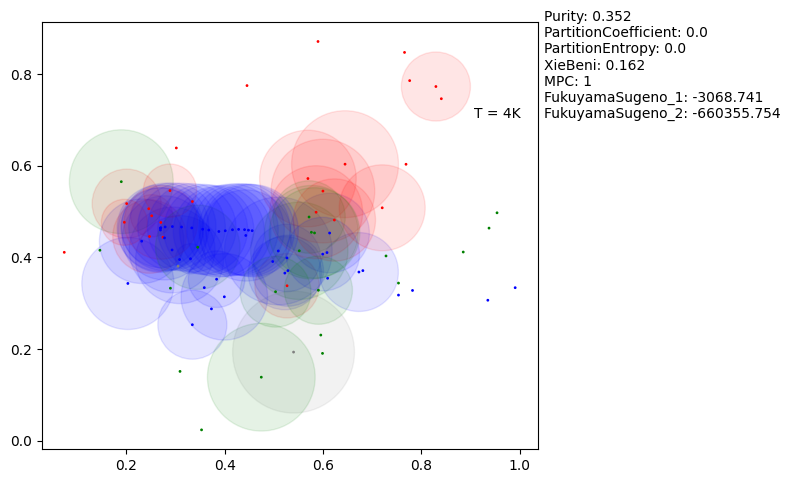 Purity: 0.352
PartitionCoefficient: 0.0
PartitionEntropy: 0.0
XieBeni: 0.162
MPC: 1
FukuyamaSugeno_1: -3068.741
FukuyamaSugeno_2: -660355.754
T = 4K
0.8
0.6
0.4
0.2
0.0
0.2 0.4 0.6 0.8 1.0